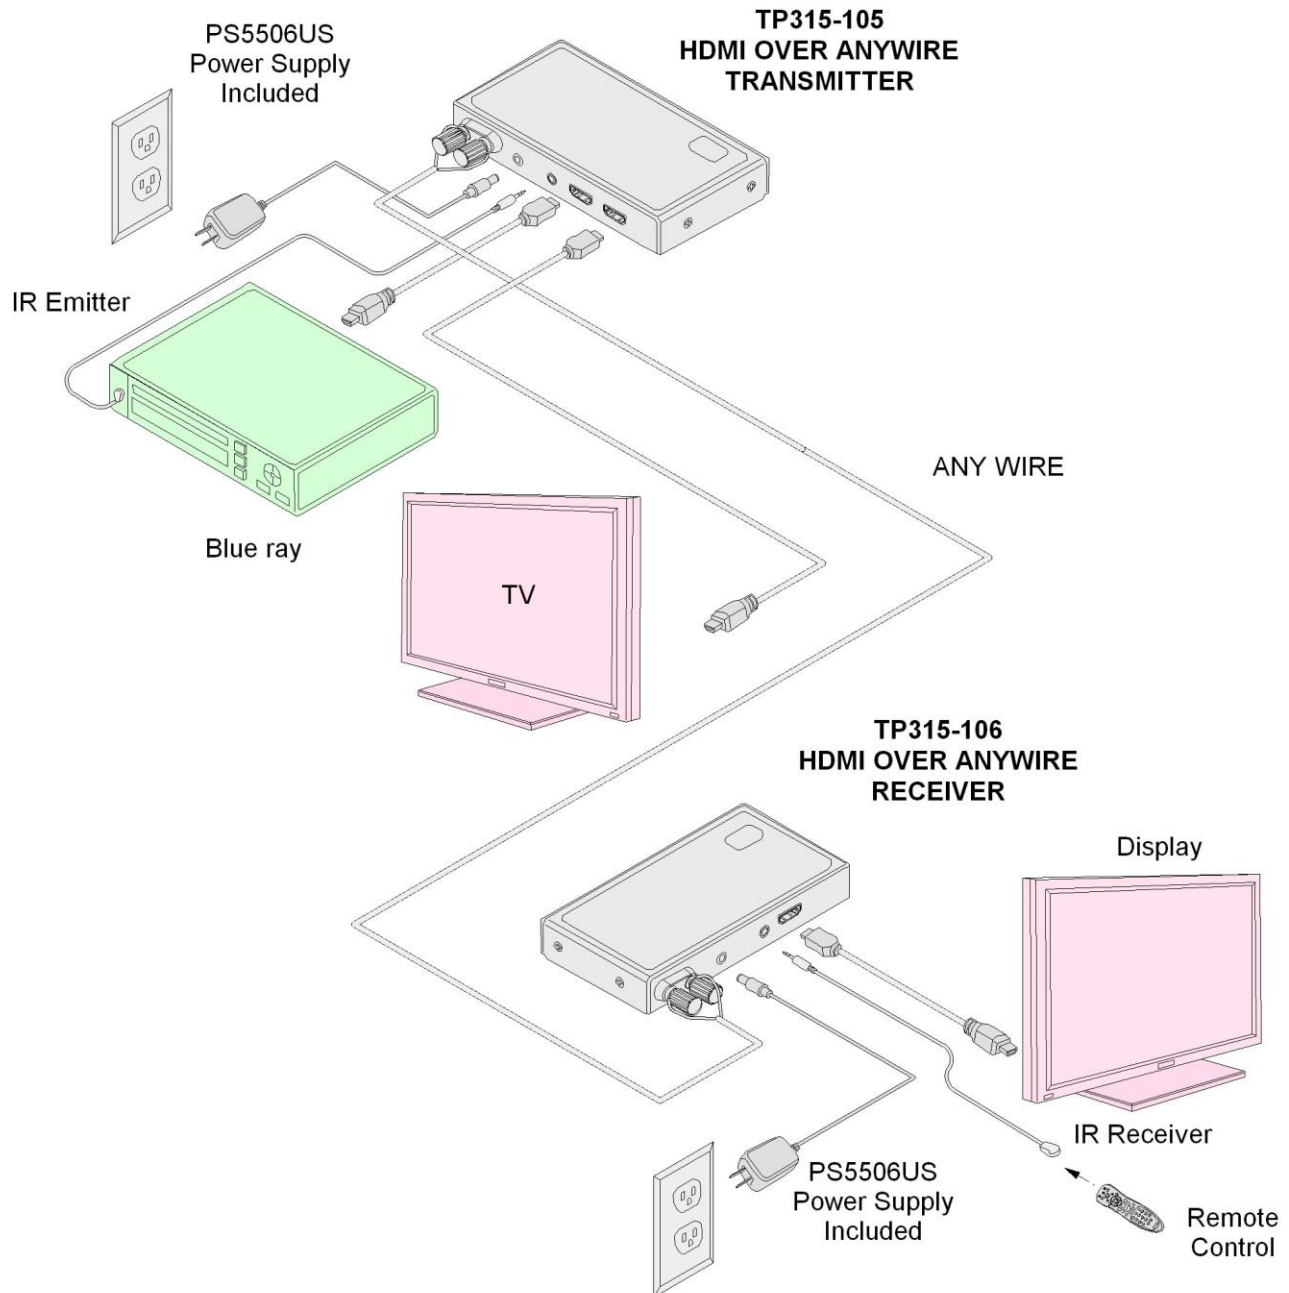 PS5506US
Power Supply
Included
TP315-105
HDMI OVER ANYWIRE
TRANSMITTER
IR Emitter
Blue ray
ANY WIRE
TV
TP315-106
HDMI OVER ANYWIRE
RECEIVER
Display
IR Receiver
PS5506US
Power Supply
Included
Remote
Control